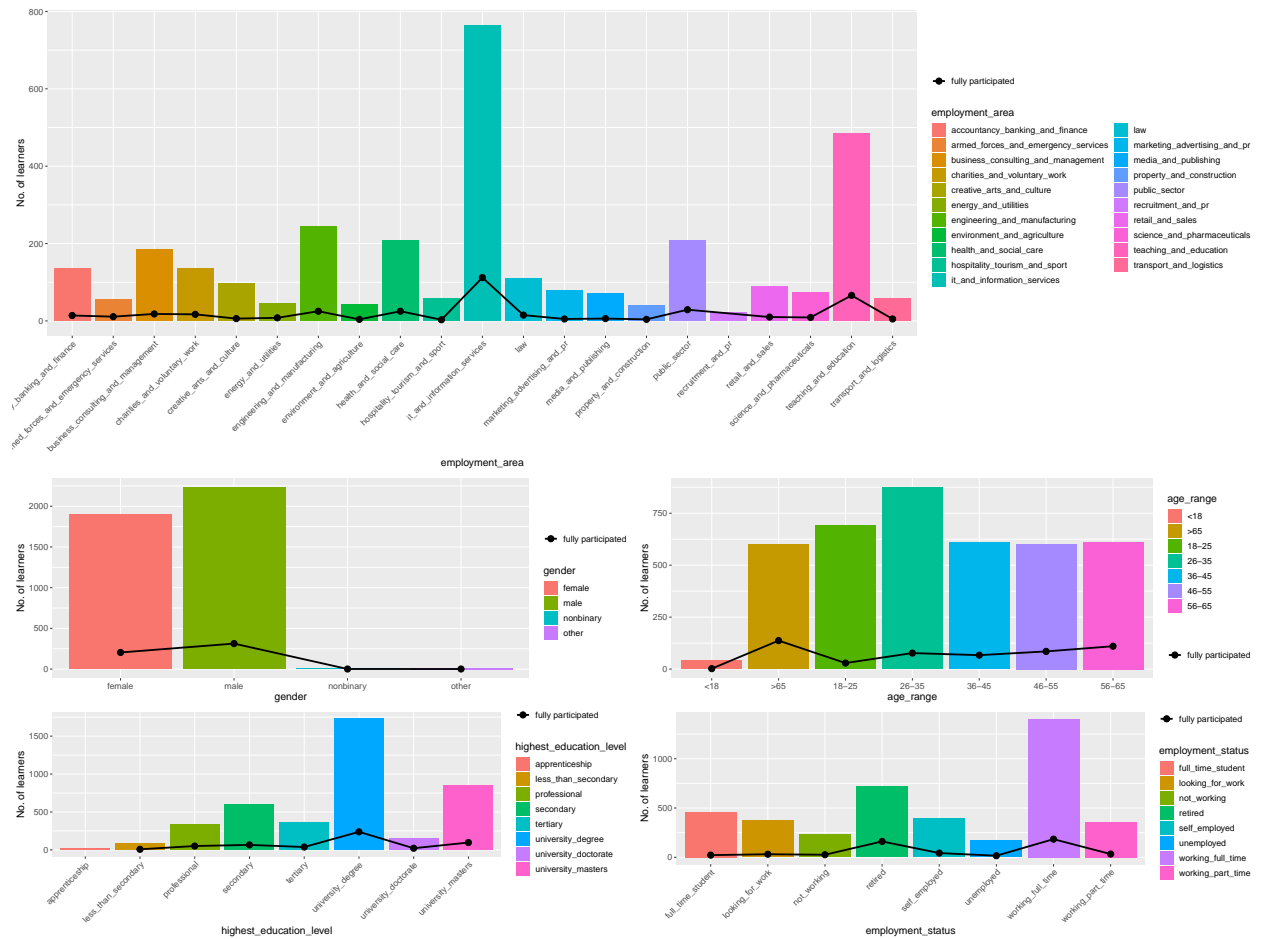 800
600
400
200
0
No. of learners
_banking_and_finance
med_forces_and_emergency_services
business_consulting_and_management
charities_and_voluntary_work
creative_arts_and_culture
energy_and_utilities
engineering_and_manufacturing
environment_and_agriculture
health_and_social_care
hospitality_tourism_and_sport
it_and_information_services
law
marketing_advertising_and_pr
media_and_publishing
property_and_construction
public_sector
recruitment_and_pr
retail_and_sales
science_and_pharmaceuticals
teaching_and_education
transport_and_logistics
employment_area
fully participated
employment_area
accountancy_banking_and_finance
armed_forces_and_emergency_services
business_consulting_and_management
charities_and_voluntary_work
creative_arts_and_culture
energy_and_utilities
engineering_and_manufacturing
environment_and_agriculture
health_and_social_care
hospitality_tourism_and_sport
it_and_information_services
law
marketing_advertising_and_pr
media_and_publishing
property_and_construction
public_sector
recruitment_and_pr
retail_and_sales
science_and_pharmaceuticals
teaching_and_education
transport_and_logistics
2000
1500
1000
500
0
No. of learners
female
male
nonbinary
other
gender
fully participated
gender
female
male
nonbinary
other
750
500
250
0
No. of learners
<18
>65
18–25
26–35
36–45
46–55
56–65
age_range
age_range
<18
>65
18–25
26–35
36–45
46–55
56–65
fully participated
1500
1000
500
0
No. of learners
apprenticeship
less_than_secondary
professional
secondary
tertiary
university_degree
university_doctorate
university_masters
highest_education_level
fully participated
highest_education_level
apprenticeship
less_than_secondary
professional
secondary
tertiary
university_degree
university_doctorate
university_masters
1000
500
0
No. of learners
full_time_student
looking_for_work
not_working
retired
self_employed
unemployed
working_full_time
working_part_time
employment_status
fully participated
employment_status
full_time_student
looking_for_work
not_working
retired
self_employed
unemployed
working_full_time
working_part_time